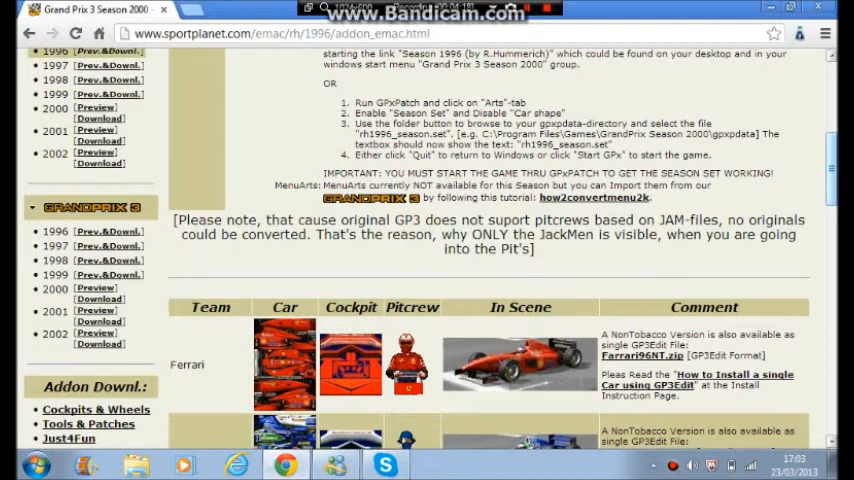 1024x600
Recording [00:04:18]
www.Bandicam.com
Grand Prix 3 Season 2000 -
www.sportplanet.com/emac/rh/1996/addon_emac.html
1996 [Prev.&Downl.]
1997 [Prev.&Downl.]
1998 [Prev.&Downl.]
1999 [Prev.&Downl.]
2000 [Preview]
[Download]
2001 [Preview]
[Download]
2002 [Preview]
[Download]
GRANDPRIX 3
1996 [Prev.&Downl.]
1997 [Prev.&Downl.]
1998 [Prev.&Downl.]
1999 [Prev.&Downl.]
2000 [Preview]
[Download]
2001 [Preview]
[Download]
2002 [Preview]
[Download]
Addon Downl.:
Cockpits & Wheels
Tools & Patches
Just4Fun
starting the link "Season 1996 (by R.Hummerich)" which could be found on your desktop and in your
windows start menu "Grand Prix 3 Season 2000" group.
OR
1. Run GPxPatch and click on "Arts"-tab
2. Enable "Season Set" and Disable "Car shape"
3. Use the folder button to browse to your gpxpdata-directory and select the file
"rh1996_season.set", [e.g. C:\Program Files\Games\GrandPrix Season 2000\gpxpdata] The
textbox should now show the text: "rh1996_season.set"
4. Either click "Quit" to return to Windows or click "Start GPx" to start the game.
IMPORTANT: YOU MUST START THE GAME THRU GPxPATCH TO GET THE SEASON SET WORKING!
MenuArts: MenuArts currently NOT available for this Season but you can Import them from our
GRANDPRIX 3 by following this tutorial: how2convertmenu2k.
[Please note, that cause original GP3 does not suport pitcrews based on JAM-files, no originals
could be converted. That's the reason, why ONLY the JackMen is visible, when you are going
into the Pit's]
Team Car Cockpit Pitcrew In Scene Comment
Ferrari
A NonTobacco Version is also available as
single GP3Edit File:
Farrari96NT.zip [GP3Edit Format]
Pleas Read the "How to Install a single
Car using GP3Edit" at the Install
Instruction Page.
A NonTobacco Version is also available as
single GP3Edit File:
17:03
23/03/2013